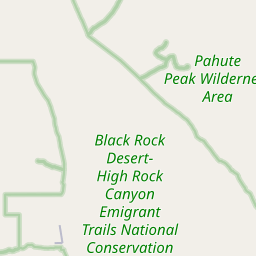 Pahute
Peak Wilderne
Area
Black Rock
Desert-
High Rock
Canyon
Emigrant
Trails National
Conservation